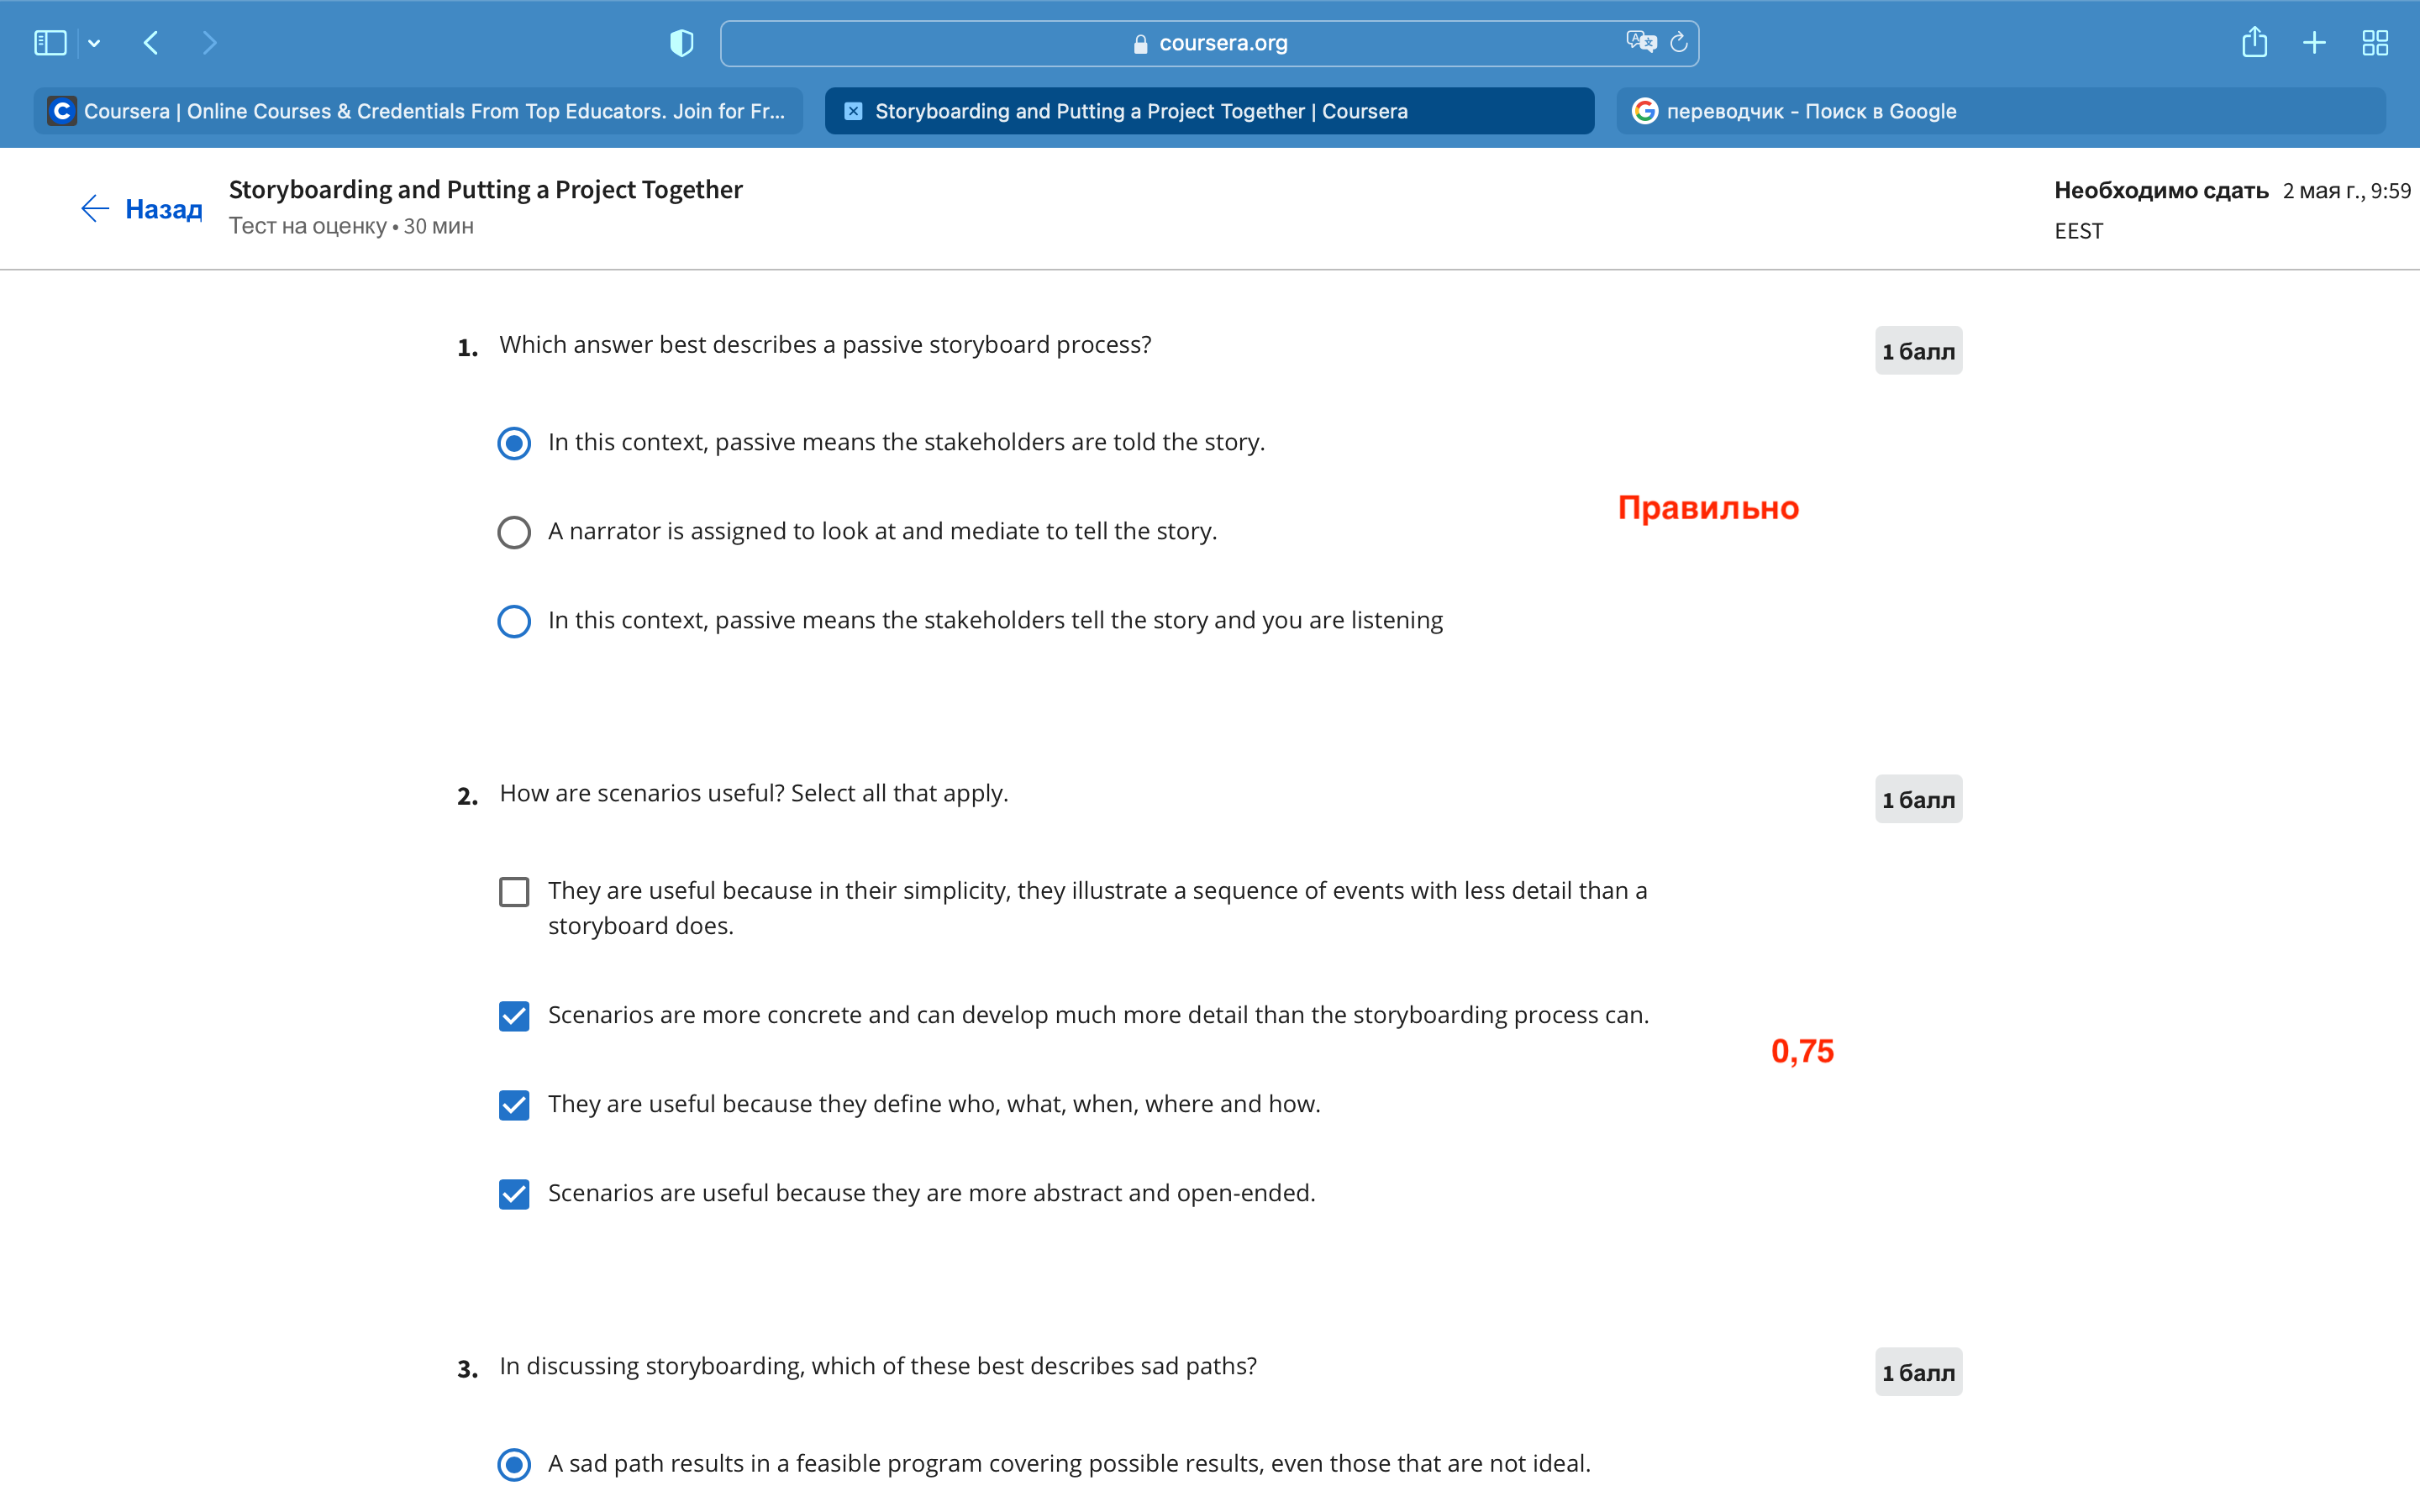 coursera.org
Coursera | Online Courses & Credentials From Top Educators. Join for Fr...
Storyboarding and Putting a Project Together | Coursera
переводчик - Поиск в Google
Назад
Storyboarding and Putting a Project Together
Тест на оценку • 30 мин
Необходимо сдать 2 мая г., 9:59
EEST
1. Which answer best describes a passive storyboard process?
1 балл
In this context, passive means the stakeholders are told the story.
Правильно
A narrator is assigned to look at and mediate to tell the story.
In this context, passive means the stakeholders tell the story and you are listening
2. How are scenarios useful? Select all that apply.
1 балл
They are useful because in their simplicity, they illustrate a sequence of events with less detail than a
storyboard does.
Scenarios are more concrete and can develop much more detail than the storyboarding process can.
0,75
They are useful because they define who, what, when, where and how.
Scenarios are useful because they are more abstract and open-ended.
3. In discussing storyboarding, which of these best describes sad paths?
1 балл
A sad path results in a feasible program covering possible results, even those that are not ideal.